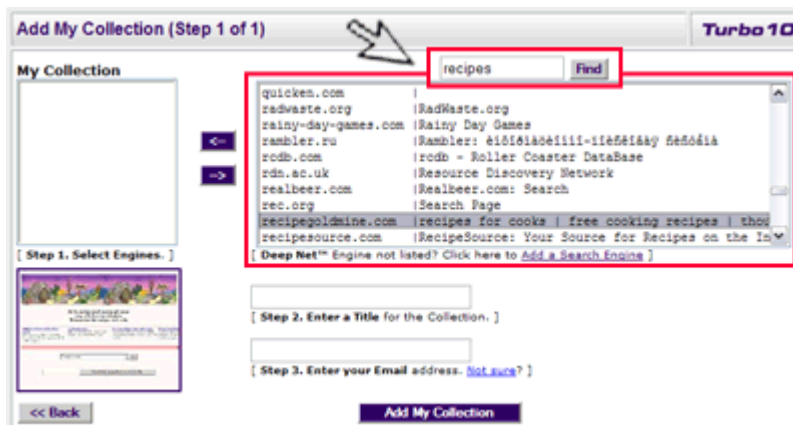 Add My Collection (Step 1 of 1)
Turbo10
recipes
Find
My Collection
quicken.com |
radwaste.org |RadWaste.org
rainy-day-games.com |Rainy Day Games
rambler.ru |Rambler:
rcdb.com |rcdb - Roller Coaster DataBase
rdn.ac.uk |Resource Discovery Network
realbeer.com |Realbeer.com: Search
rec.org |Search Page
recipegoldmine.com |recipes for cooks | free cooking recipes | thou
recipesource.com |RecipeSource: Your Source for Recipes on the In
<--
-->
[ Step 1. Select Engines. ]
[ Deep Net™ Engine not listed? Click here to Add a Search Engine ]
[ Step 2. Enter a Title for the Collection. ]
[ Step 3. Enter your Email address. Not sure? ]
<< Back
Add My Collection